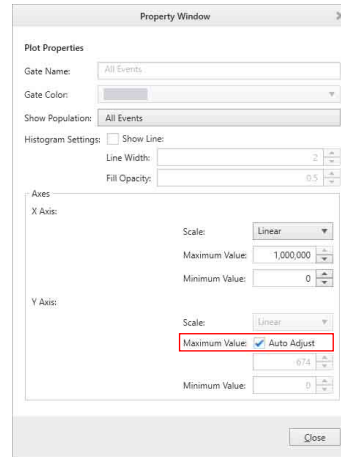 Property Window
Plot Properties
Gate Name: All Events
Gate Color:
Show Population: All Events
Histogram Settings: Show Line:
Line Width: 2
Fill Opacity: 0.5
Axes
X Axis:
Scale: Linear
Maximum Value: 1,000,000
Minimum Value: 0
Y Axis:
Scale: Linear
Maximum Value: Auto Adjust
674
Minimum Value: 0
Close